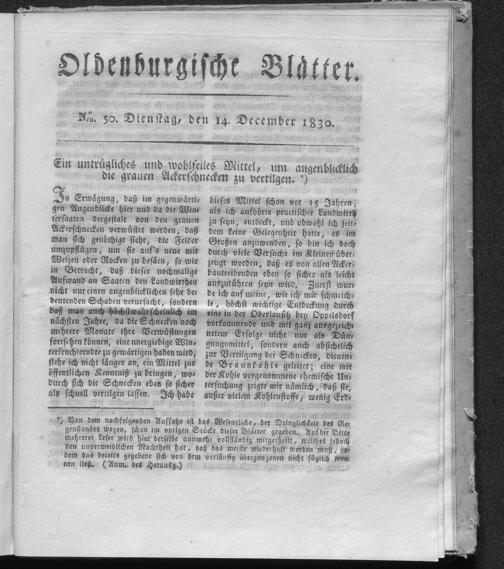 Oldenburgische Blätter.
Nro. 50. Dienstag, den 14. December 1830.
Ein untrügliches und wohlfeiles Mittel, um augenblicklich
die grauen Ackerschnecken zu vertilgen. *)
In Erwägung, daß im gegenwärti-
gen Augenblicke hier und da die Win-
tersaaten dergestalt von den grauen
Ackerschnecken verwüstet werden, daß
man sich genöthigt sieht, die Felder
umzupflügen, um sie auf's neue mit
Weizen oder Rocken zu besäen, so wie
in Betracht, daß dieser nochmalige
Aufwand an Saaten den Landwirthen
nicht nur einen augenblicklichen sehr be-
deutenden Schaden verursacht, sondern
daß man auch höchstwahrscheinlich im
nächsten Jahre, da die Schnecken noch
mehrere Monate ihre Verwüstungen
fortsetzen können, eine unergiebige Win-
terfruchterndte zu gewärtigen haben wird,
stehe ich nicht länger an, ein Mittel zur
öffentlichen Kenntniß zu bringen, wo-
durch sich die Schnecken eben so sicher
als schnell vertilgen lassen. Ich habe
dieses Mittel schon vor 15 Jahren,
als ich aufhörte practischer Landwirth
zu seyn, entdeckt, und obwohl ich seit-
dem keine Gelegenheit hatte, es im
Großen anzuwenden, so bin ich doch
durch viele Versuche im Kleinen über-
zeugt worden, daß es von allen Acker-
bautreibenden eben so sicher als leicht
auszuführen seyn wird. Zuerst wur-
de ich auf meine, wie ich mir schmeich-
le, höchst wichtige Entdeckung durch
eine in der Oberlausitz bey Oppelsdorf
vorkommende und mit ganz ausgezeich-
netem Erfolge nicht nur als Dün-
gungsmittel, sondern auch absichtlich
zur Vertilgung der Schnecken, dienen-
de Braunkohle geleitet; eine mit
der Kohle vorgenommene chemische Un-
tersuchung zeigte mir nämlich, daß sie,
außer vielem Kohlenstoffe, wenig Erd-
*) Von dem nachfolgenden Aufsatze ist das Wesentliche, der Dringlichkeit des Ge-
genstandes wegen, schon im vorigen Stücke dieser Blätter gegeben. Auf die Bitte
mehrerer Leser wird hier derselbe nunmehr vollständig mitgetheilt, welches jedoch
den unvermeidlichen Nachtheil hat, daß das meiste wiederholt werden muß, in-
dem das bereits gegebene sich von dem vorläufig übergangenen nicht füglich tren-
nen ließ. (Anm. des Herausg.)